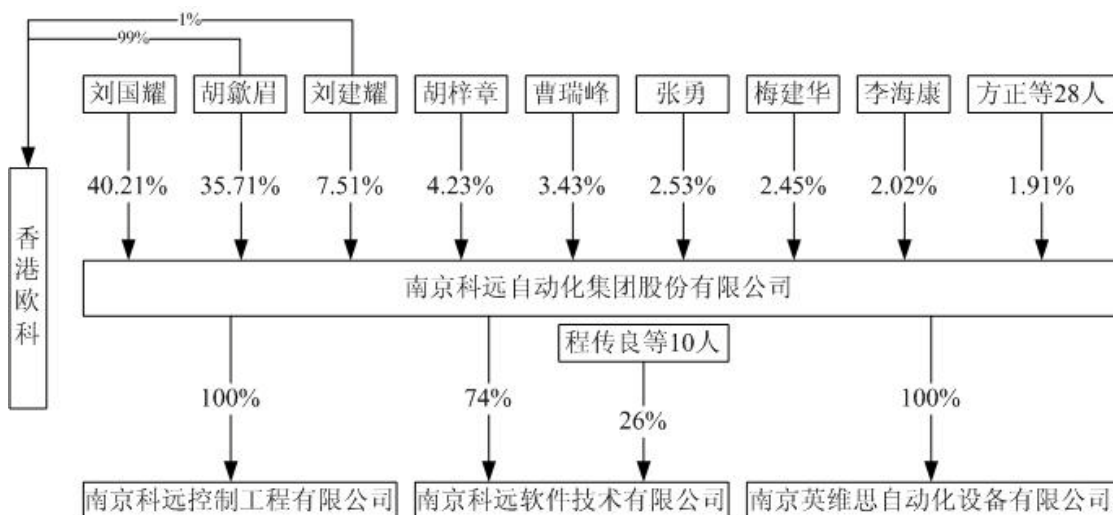 1%
99%
刘国耀 胡歙眉 刘建耀 胡梓章 曹瑞峰 张勇 梅建华 李海康 方正等28人
40.21% 35.71% 7.51% 4.23% 3.43% 2.53% 2.45% 2.02% 1.91%
香港欧科
南京科远自动化集团股份有限公司
程传良等10人
100% 74% 26% 100%
南京科远控制工程有限公司 南京科远软件技术有限公司 南京英维思自动化设备有限公司